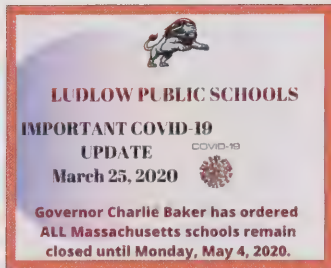 LUDLOW PUBLIC SCHOOLS
IMPORTANT COVID-19
UPDATE
COVID-19
March 25, 2020
Governor Charlie Baker has ordered
ALL Massachusetts schools remain
closed until Monday, May 4, 2020.